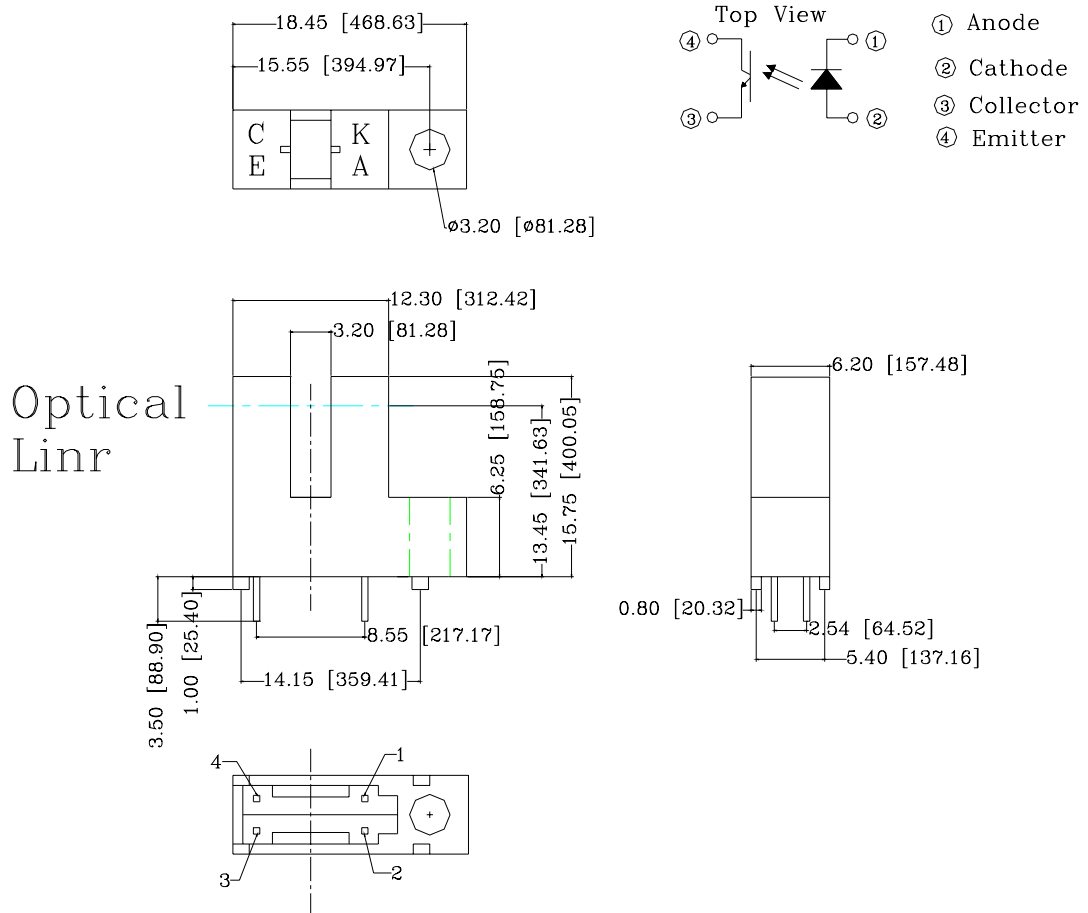 18.45 [468.63]
15.55 [394.97]
C K
E A
ø3.20 [ø81.28]
Top View
4 1
3 2
1 Anode
2 Cathode
3 Collector
4 Emitter
12.30 [312.42]
3.20 [81.28]
Optical
Linr
6.25 [158.75]
13.45 [341.63]
15.75 [400.05]
3.50 [88.90]
1.00 [25.40]
8.55 [217.17]
14.15 [359.41]
6.20 [157.48]
0.80 [20.32]
2.54 [64.52]
5.40 [137.16]
4 1
3 2